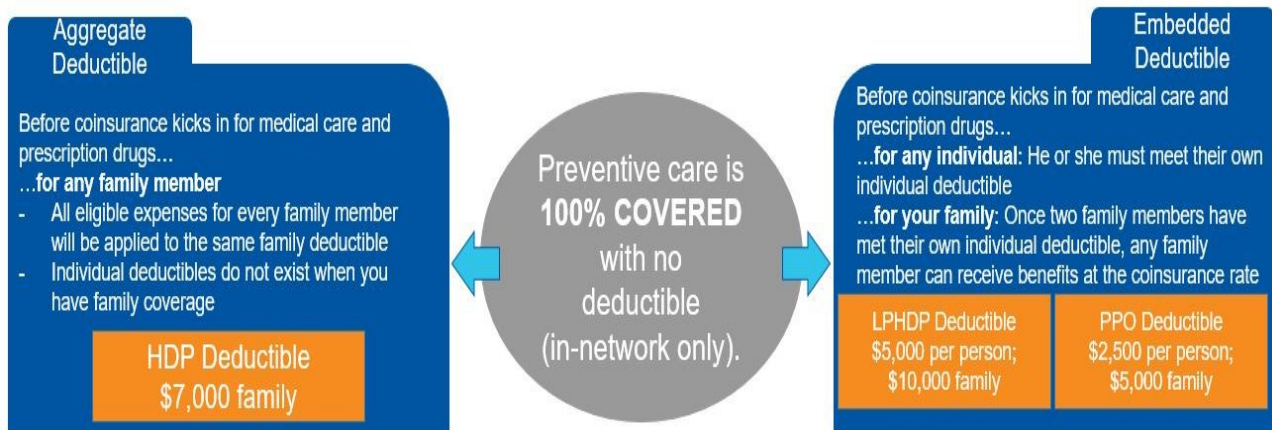 Aggregate
Deductible
Before coinsurance kicks in for medical care and
prescription drugs…
…for any family member
- All eligible expenses for every family member
will be applied to the same family deductible
- Individual deductibles do not exist when you
have family coverage
HDP Deductible
$7,000 family
Preventive care is
100% COVERED
with no
deductible
(in-network only).
Embedded
Deductible
Before coinsurance kicks in for medical care and
prescription drugs…
…for any individual: He or she must meet their own
individual deductible
…for your family: Once two family members have
met their own individual deductible, any family
member can receive benefits at the coinsurance rate
LPHDP Deductible
$5,000 per person;
$10,000 family
PPO Deductible
$2,500 per person;
$5,000 family